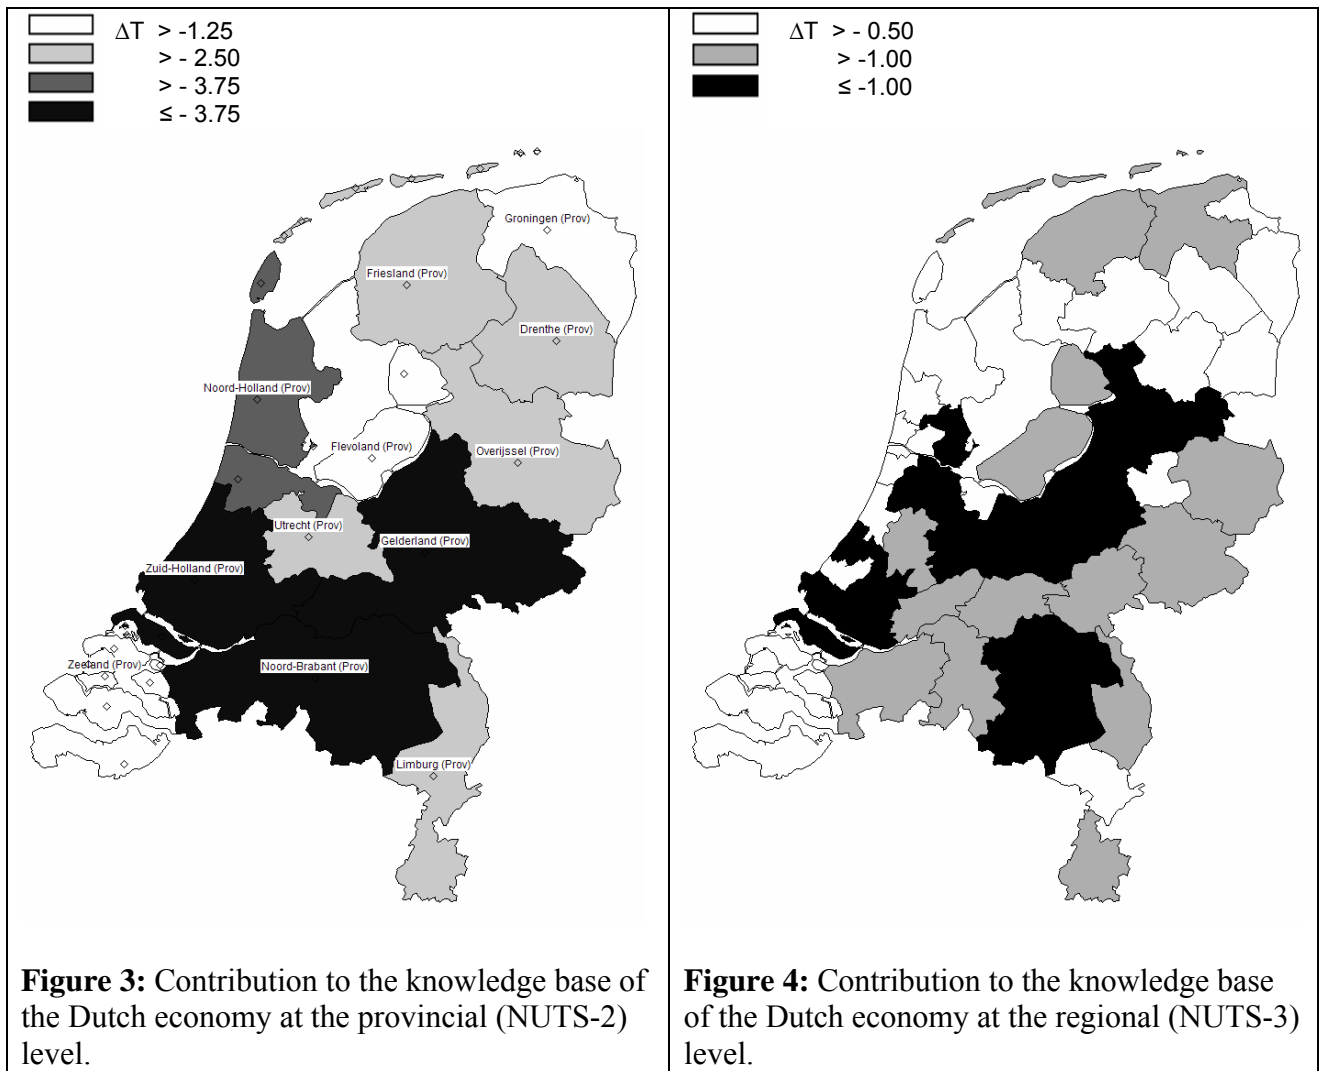 ΔT > -1.25
> - 2.50
> - 3.75
≤ - 3.75
Groningen (Prov)
Friesland (Prov)
Drenthe (Prov)
Noord-Holland (Prov)
Flevoland (Prov)
Overijssel (Prov)
Utrecht (Prov)
Gelderland (Prov)
Zuid-Holland (Prov)
Zeeland (Prov)
Noord-Brabant (Prov)
Limburg (Prov)
Figure 3: Contribution to the knowledge base of
the Dutch economy at the provincial (NUTS-2)
level.
ΔT > - 0.50
> -1.00
≤ -1.00
Figure 4: Contribution to the knowledge base
of the Dutch economy at the regional (NUTS-3)
level.